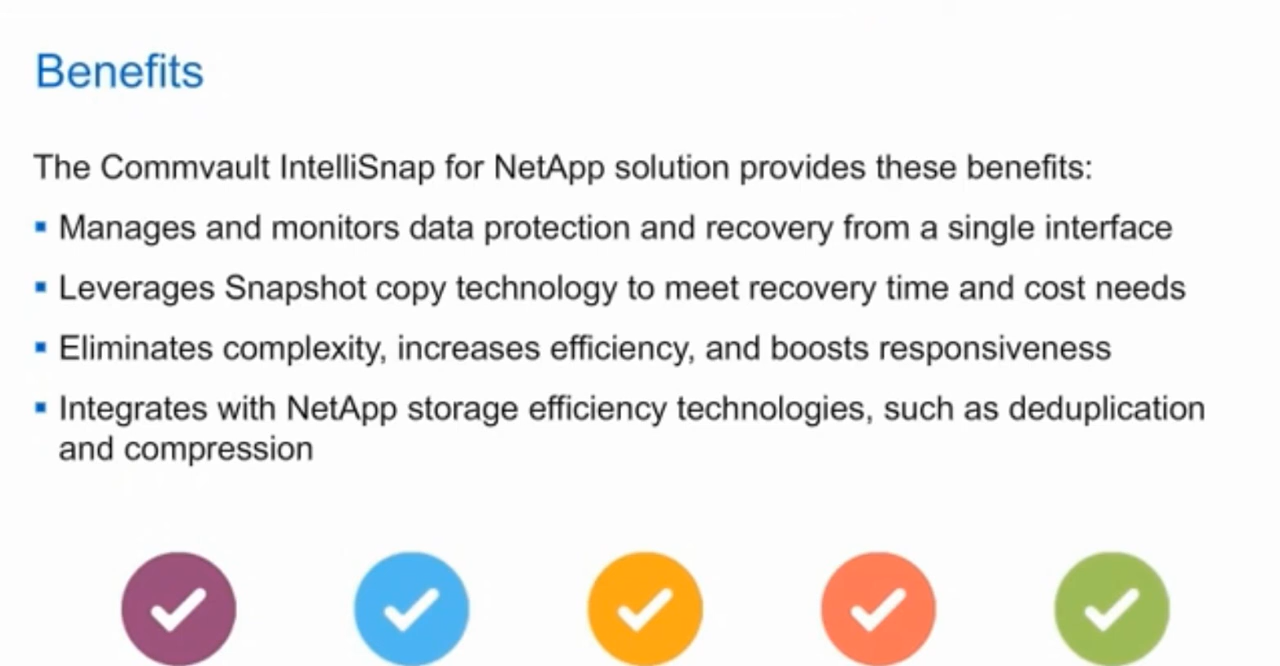 Benefits
The Commvault IntelliSnap for NetApp solution provides these benefits:
▪ Manages and monitors data protection and recovery from a single interface
▪ Leverages Snapshot copy technology to meet recovery time and cost needs
▪ Eliminates complexity, increases efficiency, and boosts responsiveness
▪ Integrates with NetApp storage efficiency technologies, such as deduplication
and compression